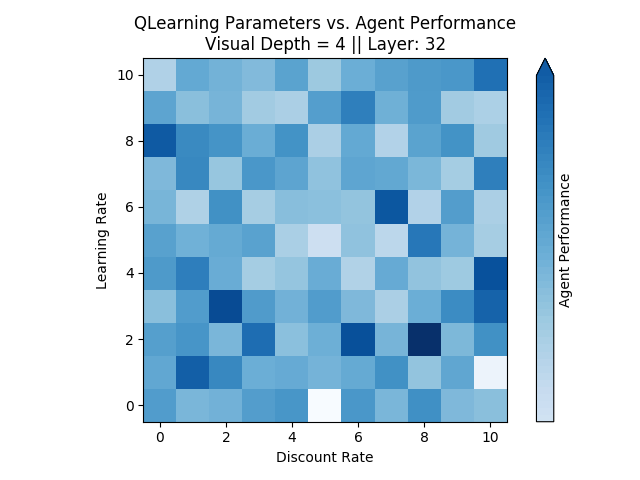 QLearning Parameters vs. Agent Performance
Visual Depth = 4 || Layer: 32
10
8
6
4
2
0
Learning Rate
0 2 4 6 8 10
Discount Rate
Agent Performance